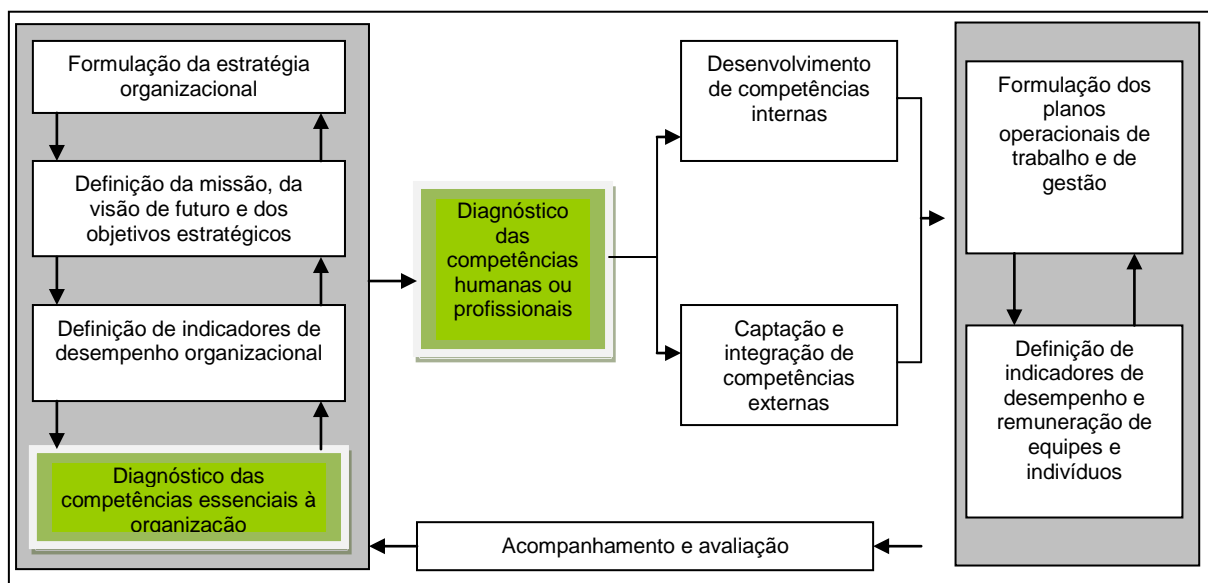 Formulação da estratégia
organizacional
Definição da missão, da
visão de futuro e dos
objetivos estratégicos
Definição de indicadores de
desempenho organizacional
Diagnóstico das
competências essenciais à
organização
Diagnóstico
das
competências
humanas ou
profissionais
Desenvolvimento
de competências
internas
Captação e
integração de
competências
externas
Formulação dos
planos
operacionais de
trabalho e de
gestão
Definição de
indicadores de
desempenho e
remuneração de
equipes e
indivíduos
Acompanhamento e avaliação